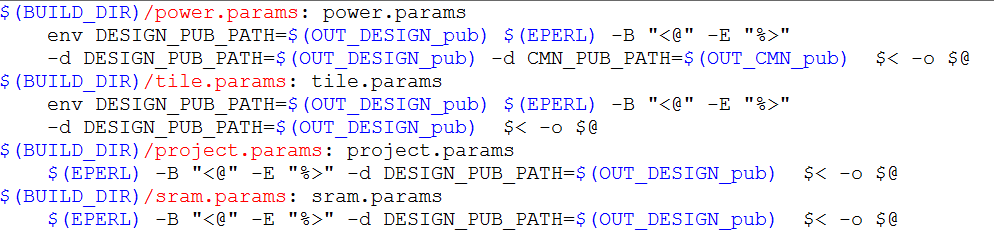 $(BUILD_DIR)/power.params: power.params
    env DESIGN_PUB_PATH=$(OUT_DESIGN_pub) $(EPERL) -B "<@" -E "%>"
    -d DESIGN_PUB_PATH=$(OUT_DESIGN_pub) -d CMN_PUB_PATH=$(OUT_CMN_pub)  $< -o $@
$(BUILD_DIR)/tile.params: tile.params
    env DESIGN_PUB_PATH=$(OUT_DESIGN_pub) $(EPERL) -B "<@" -E "%>"
    -d DESIGN_PUB_PATH=$(OUT_DESIGN_pub)  $< -o $@
$(BUILD_DIR)/project.params: project.params
    $(EPERL) -B "<@" -E "%>" -d DESIGN_PUB_PATH=$(OUT_DESIGN_pub)  $< -o $@
$(BUILD_DIR)/sram.params: sram.params
    $(EPERL) -B "<@" -E "%>" -d DESIGN_PUB_PATH=$(OUT_DESIGN_pub)  $< -o $@